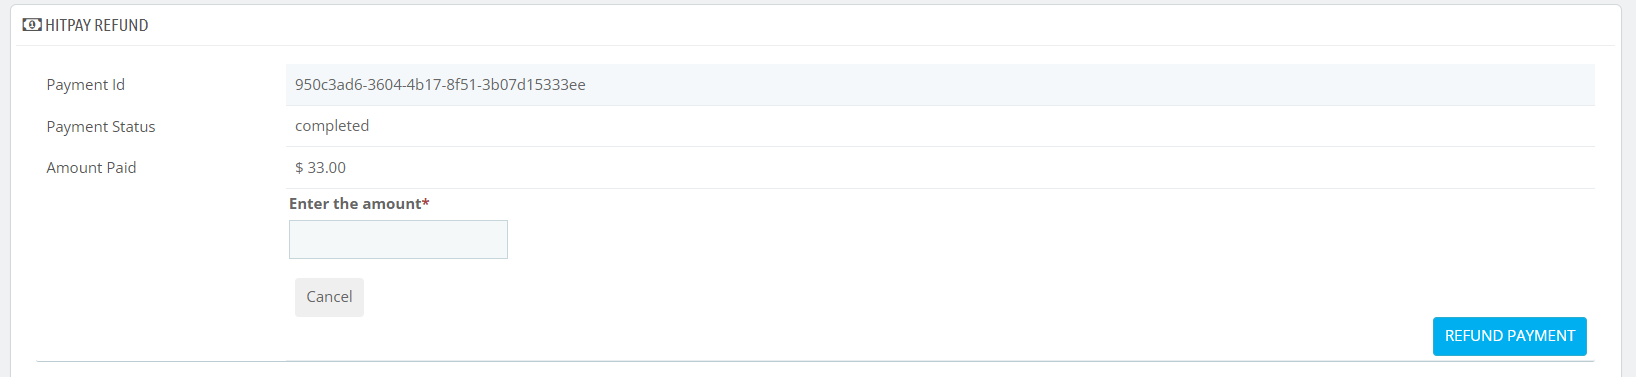 HITPAY REFUND
Payment Id 950c3ad6-3604-4b17-8f51-3b07d15333ee
Payment Status completed
Amount Paid $ 33.00
Enter the amount*
Cancel
REFUND PAYMENT